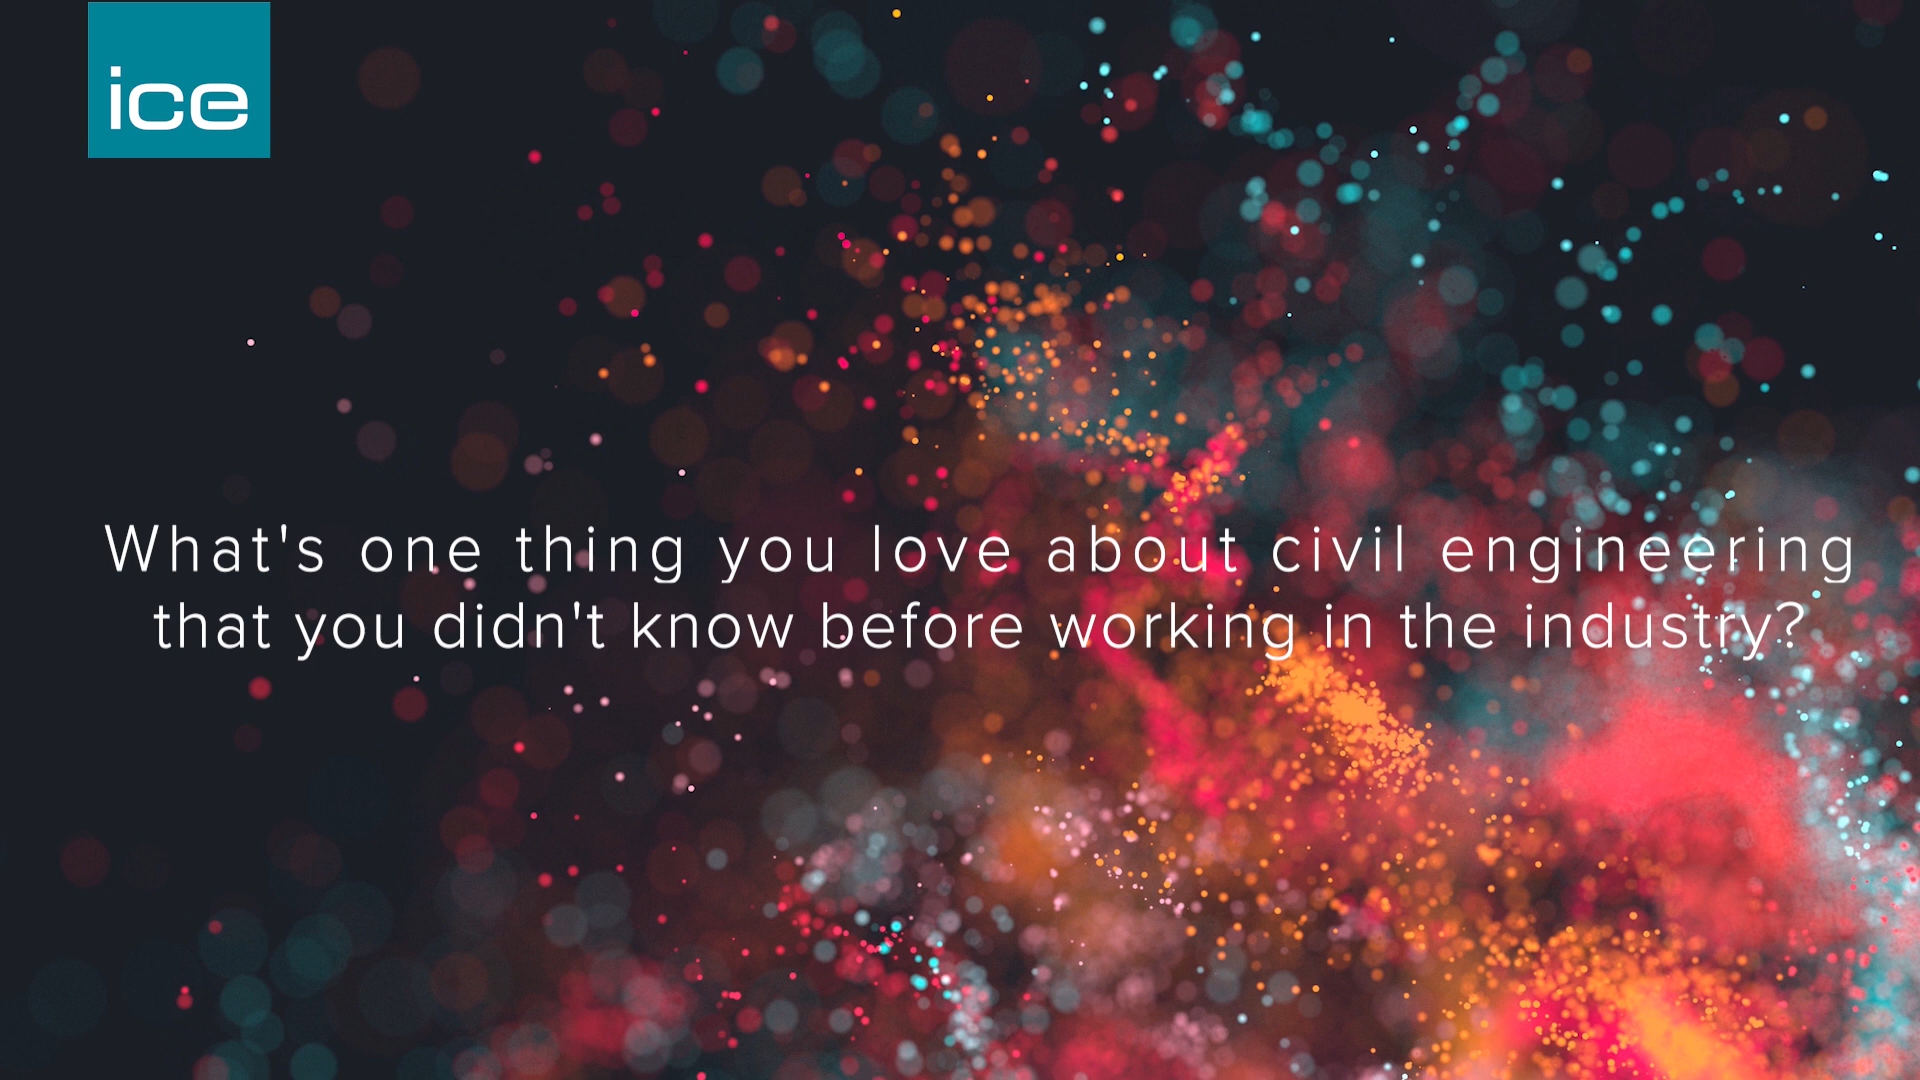 ice
What's one thing you love about civil engineering
that you didn't know before working in the industry?